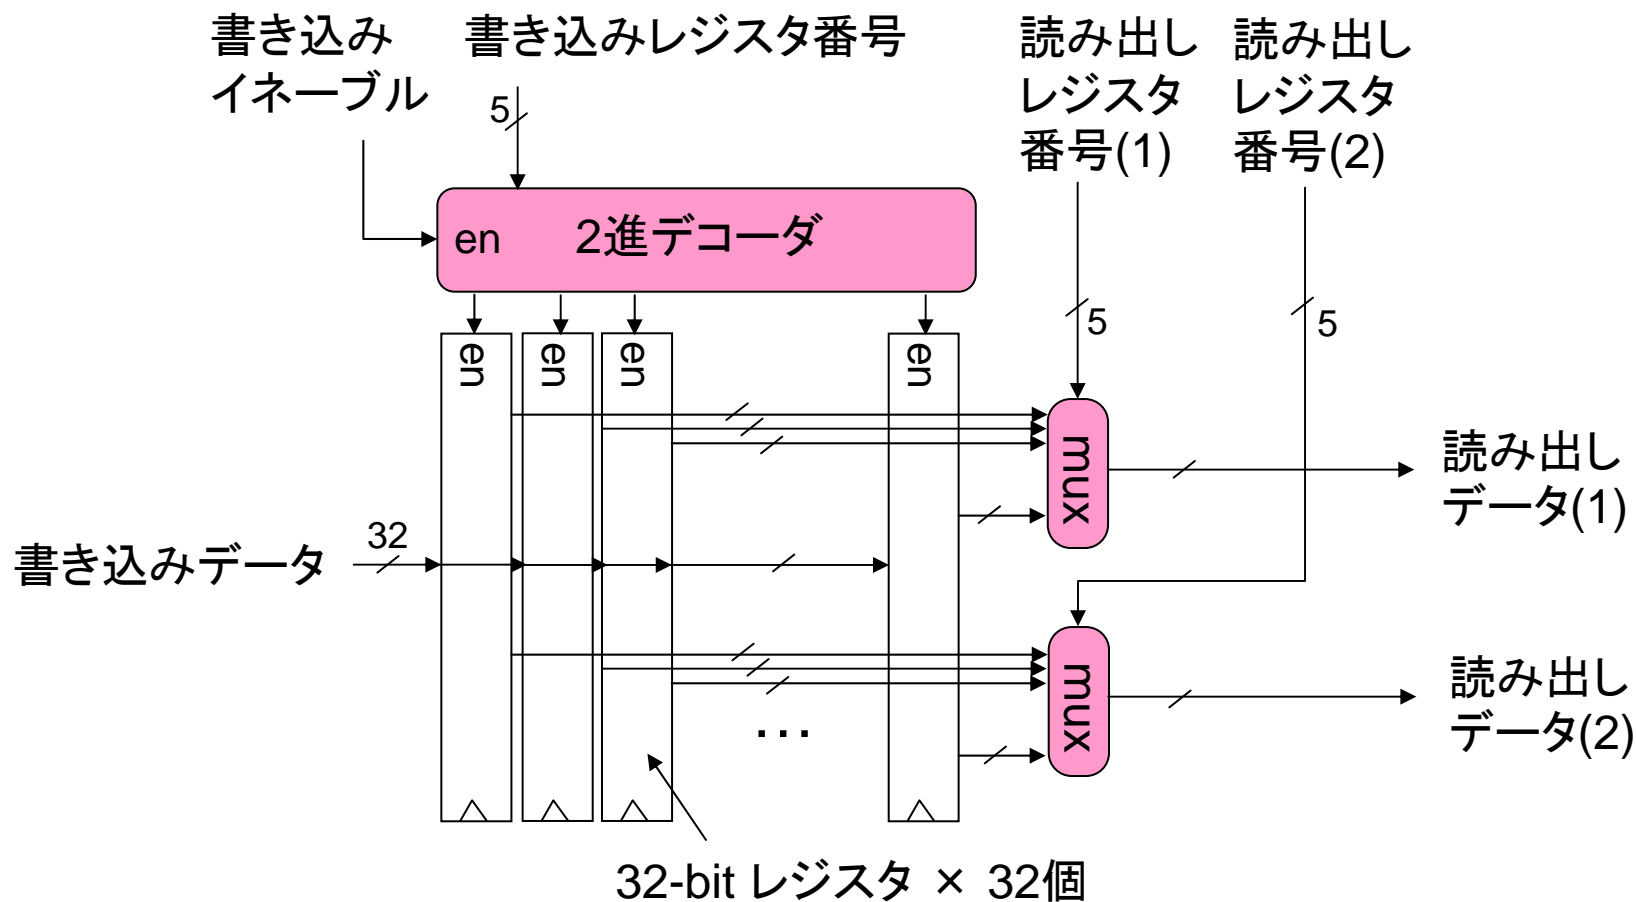 書き込み
イネーブル
書き込みレジスタ番号
読み出し
レジスタ
番号(1)
読み出し
レジスタ
番号(2)
5
en 2進デコーダ
5
5
en
en
en
en
mux
読み出し
データ(1)
32
書き込みデータ
mux
読み出し
データ(2)
…
32-bit レジスタ × 32個